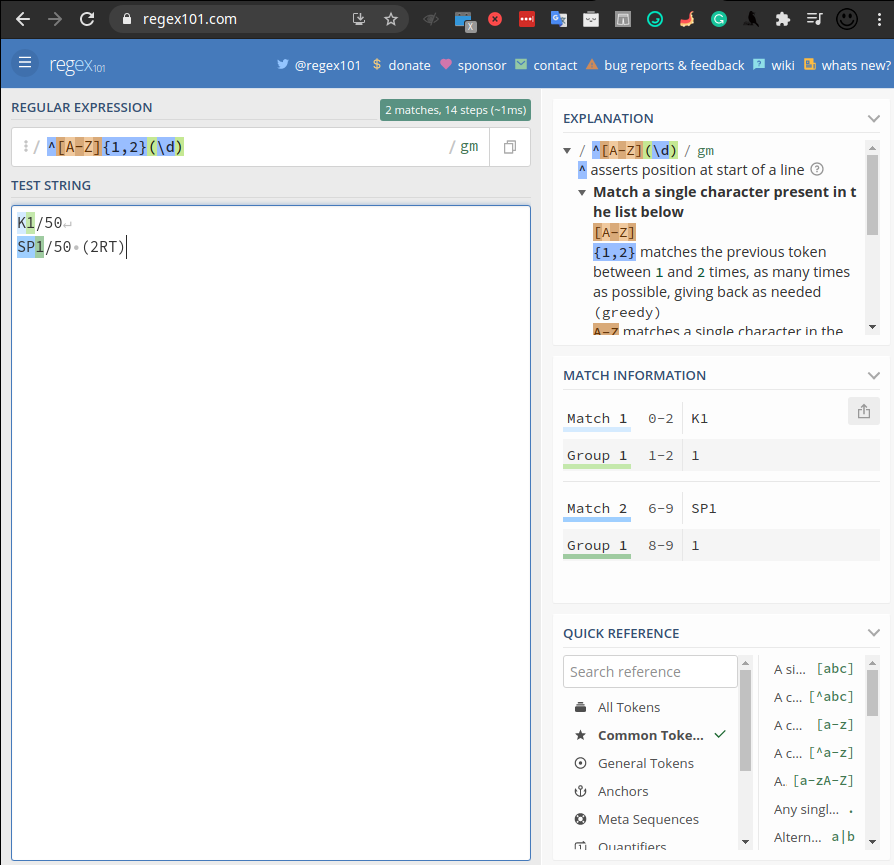 regex101.com
X
regex101
@regex101
$ donate
sponsor
contact
bug reports & feedback
wiki
whats new?
REGULAR EXPRESSION
2 matches, 14 steps (~1ms)
/ ^[A-Z]{1,2}(\d)
/ gm
TEST STRING
K1/50↵
SP1/50•(2RT)
EXPLANATION
/ ^[A-Z](\d) / gm
^ asserts position at start of a line ?
Match a single character present in t
he list below
[A-Z]
{1,2} matches the previous token
between 1 and 2 times, as many times
as possible, giving back as needed
(greedy)
A-Z matches a single character in the
MATCH INFORMATION
Match 1 0-2 K1
Group 1 1-2 1
Match 2 6-9 SP1
Group 1 8-9 1
QUICK REFERENCE
Search reference
All Tokens
Common Toke...
General Tokens
Anchors
Meta Sequences
Quantifiers
A si... [abc]
A c... [^abc]
A c... [a-z]
A c... [^a-z]
A. [a-zA-Z]
Any singl... .
Altern... a|b